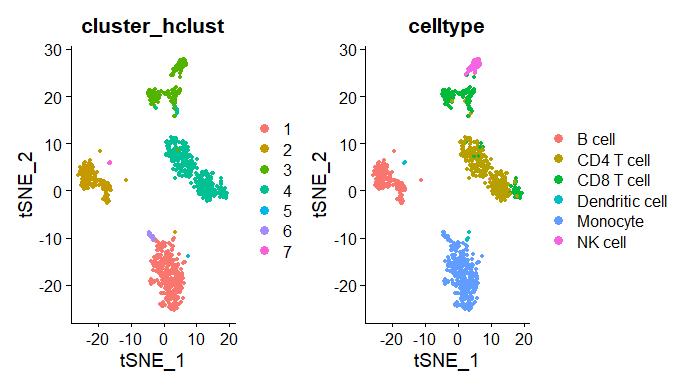 cluster_hclust
tSNE_2
30
20
10
0
-10
-20
-20 -10 0 10 20
tSNE_1
1
2
3
4
5
6
7
celltype
tSNE_2
30
20
10
0
-10
-20
-20 -10 0 10 20
tSNE_1
B cell
CD4 T cell
CD8 T cell
Dendritic cell
Monocyte
NK cell